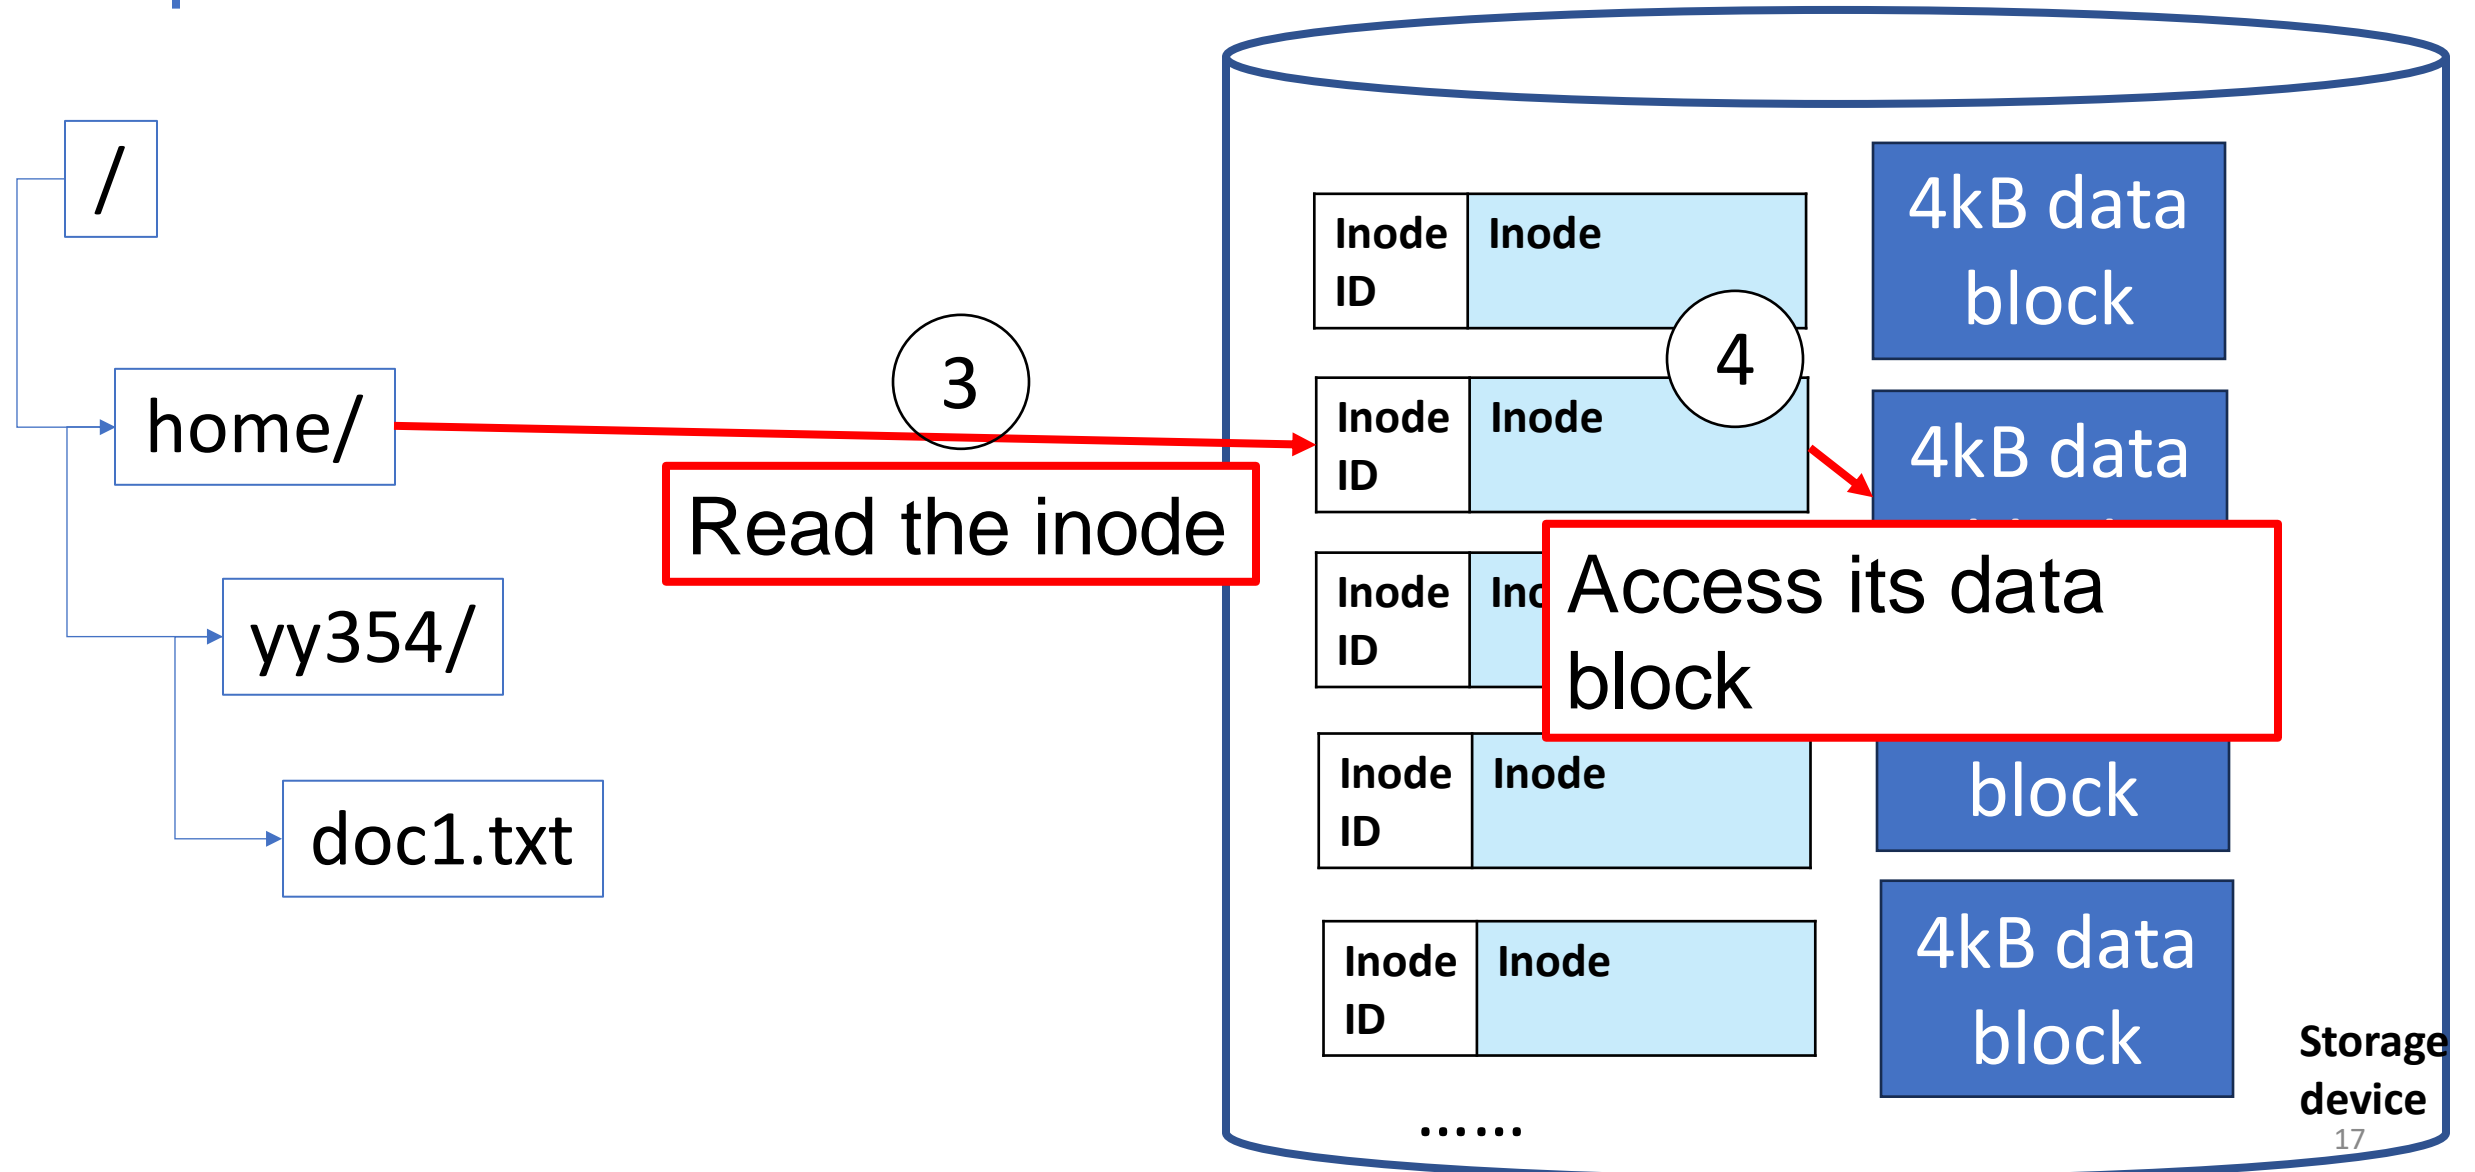 /
home/
yy354/
doc1.txt
3
Read the inode
Inode
ID
Inode
4
Inode
ID
Inode
Inode
ID
Inode
ID
Inode
Inode
ID
Inode
……
4kB data
block
4kB data
Access its data
block
block
4kB data
block
Storage
device
17